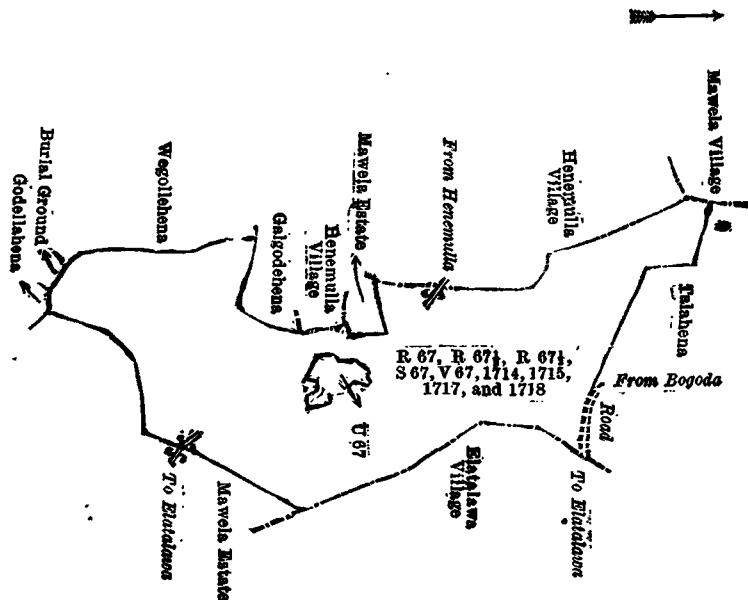 Mawela Village
Talahena
From Bogoda
Road
To Elatalawa
Henemulla
Village
From Henemulla
Elatalawa
Village
R 67, R 67½, R 67¼,
S 67, V 67, 1714, 1715,
1717, and 1718
Mawela Estate
Henemulla
Village
Galgodehena
U 67
Wegollehena
Mawela Estate
To Elatalawa
Burial Ground
Godellahena